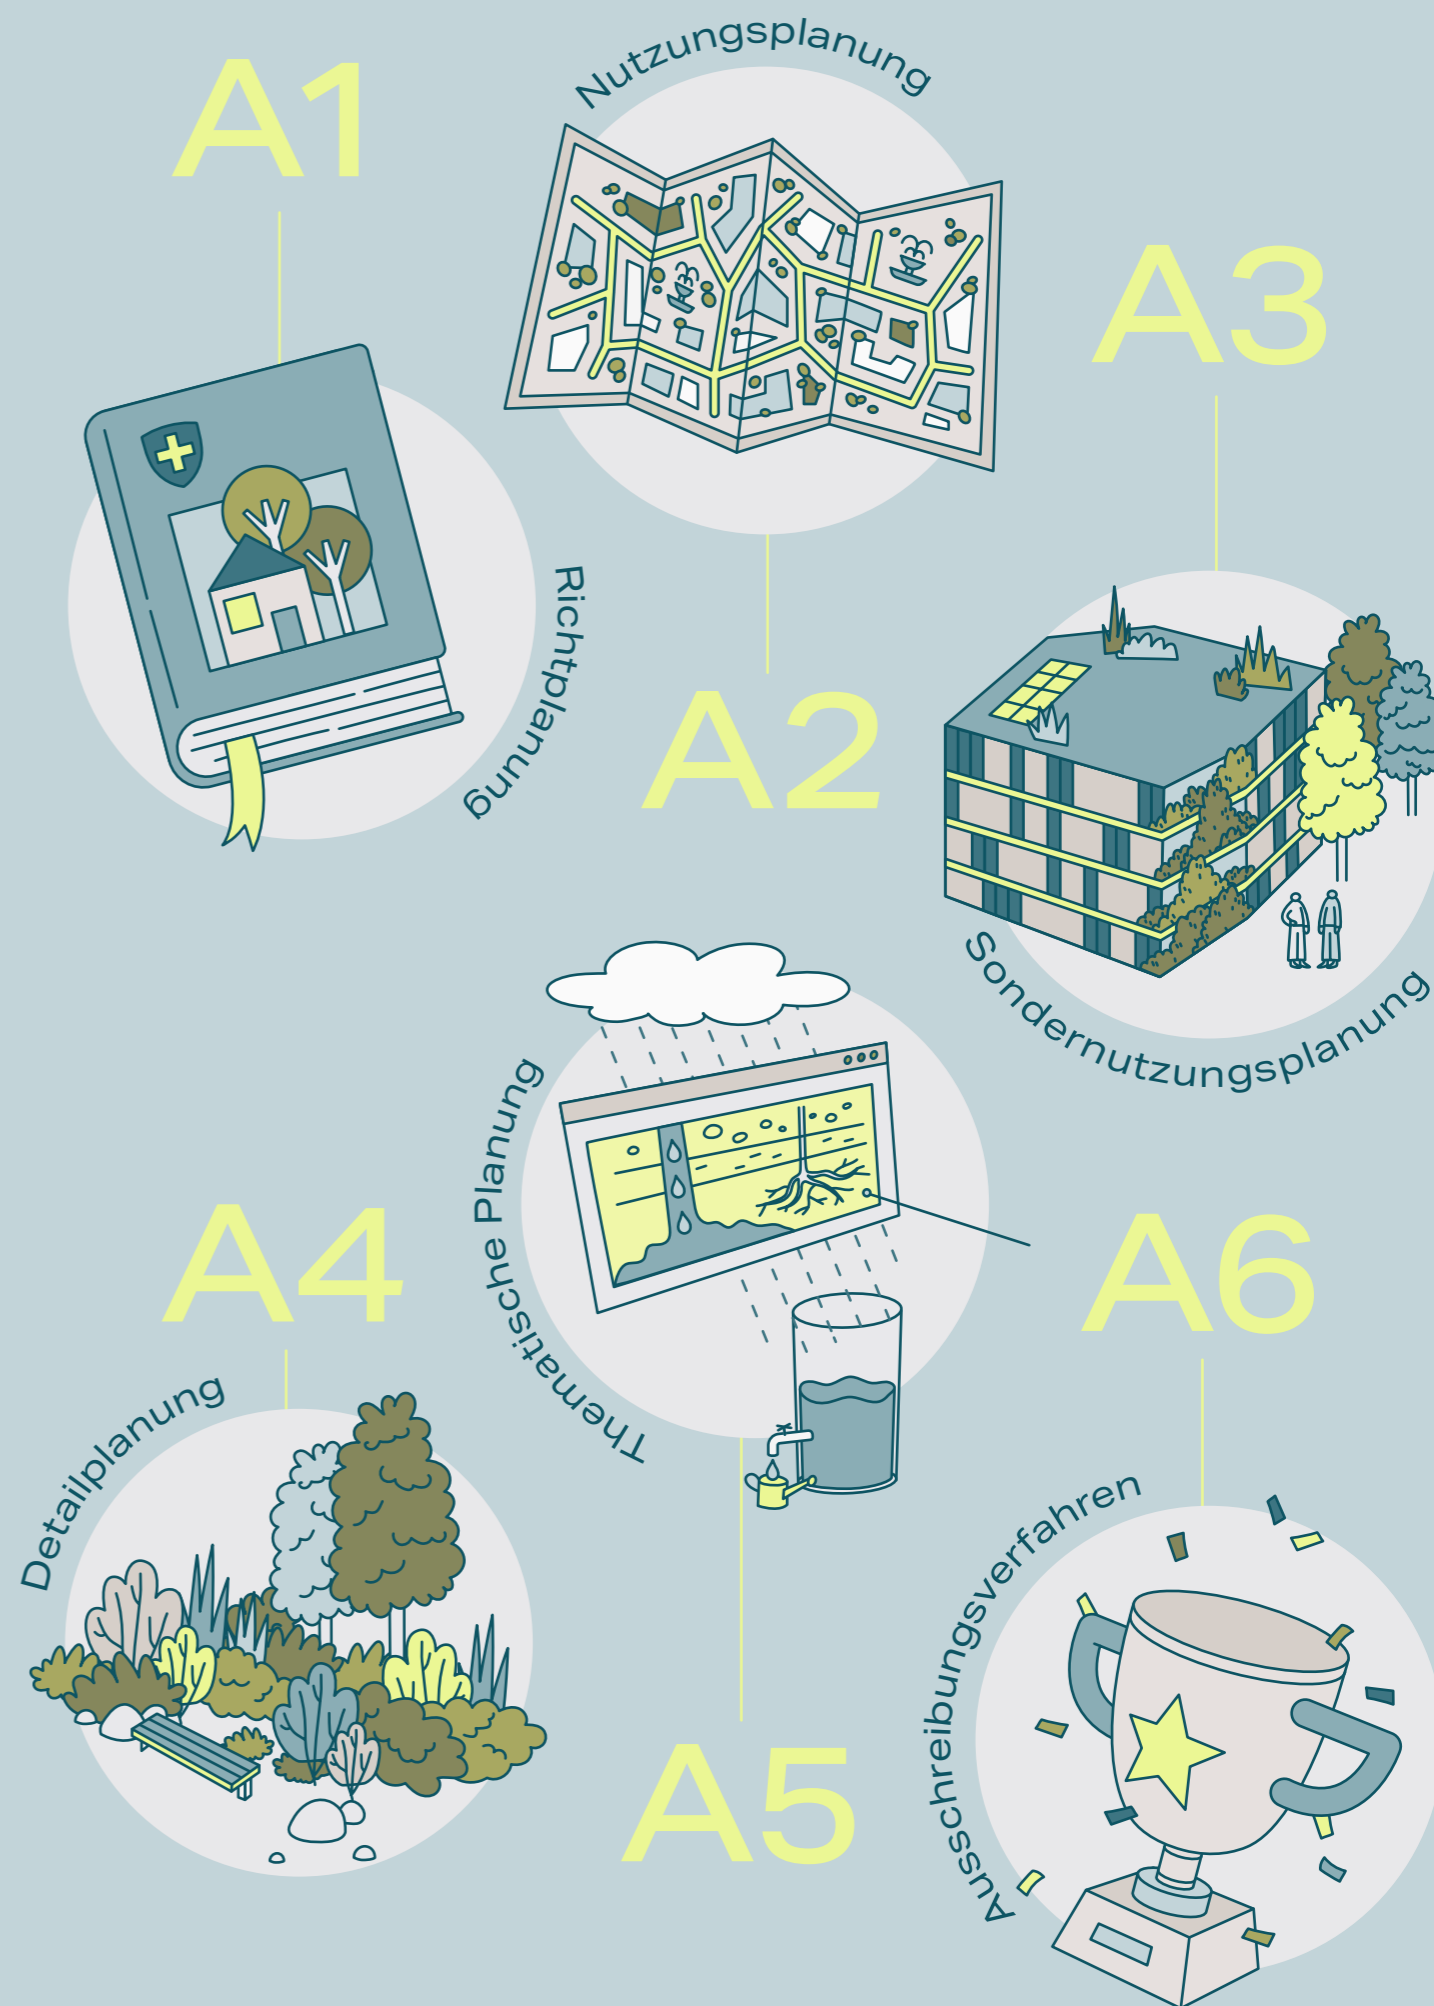 A1
Richtplanung
Nutzungsplanung
A2
A3
Sondernutzungsplanung
A4
Detailplanung
Thematische Planung
A5
A6
Ausschreibungsverfahren